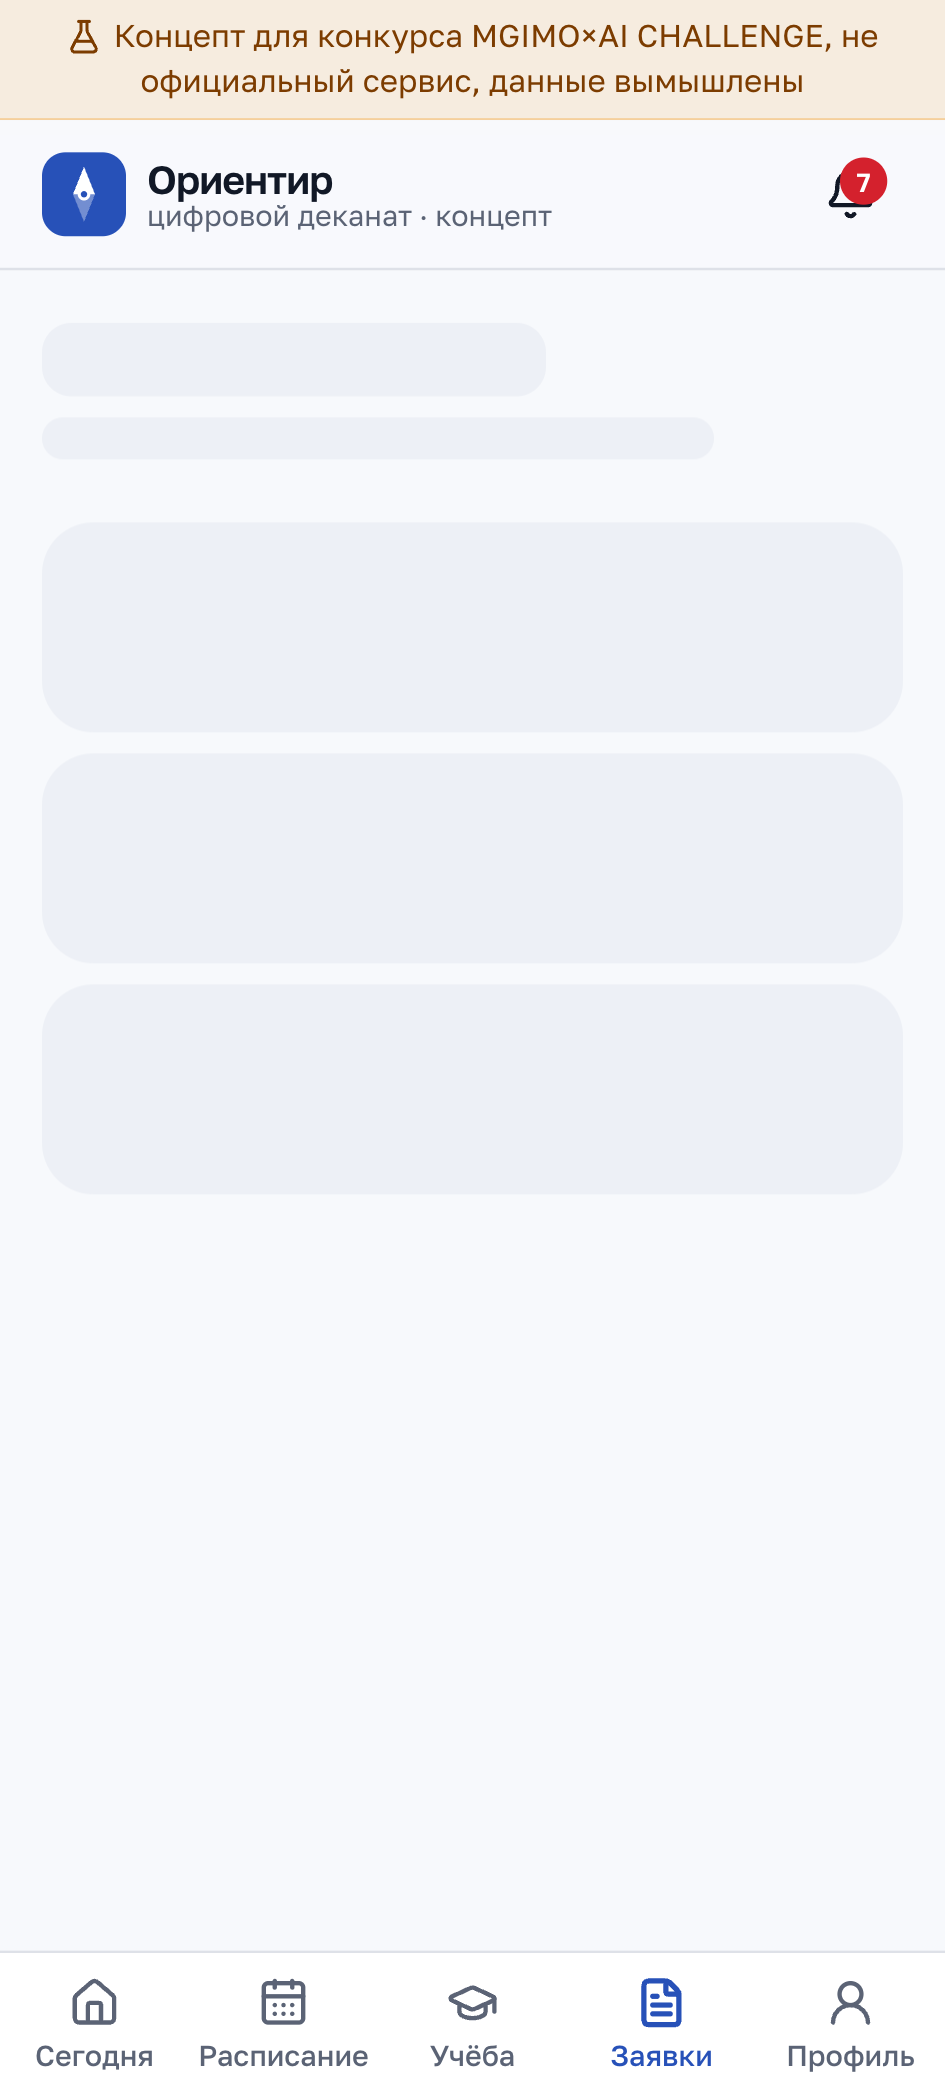 Концепт для конкурса MGIMO×AI CHALLENGE, не
официальный сервис, данные вымышлены
Ориентир
цифровой деканат · концепт
7
Сегодня
Расписание
Учёба
Заявки
Профиль